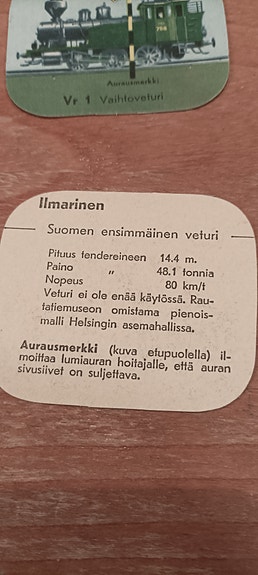 Aurausmerkki
Vr 1 Vaihtoveturi
Ilmarinen
Suomen ensimmäinen veturi
Pituus tendereineen 14.4 m.
Paino " 48.1 tonnia
Nopeus 80 km/t
Veturi ei ole enää käytössä. Rau-
tatiemuseon omistama pienois-
malli Helsingin asemahallissa.
Aurausmerkki (kuva etupuolella) il-
moittaa lumiauran hoitajalle, että auran
sivusiivet on suljettava.